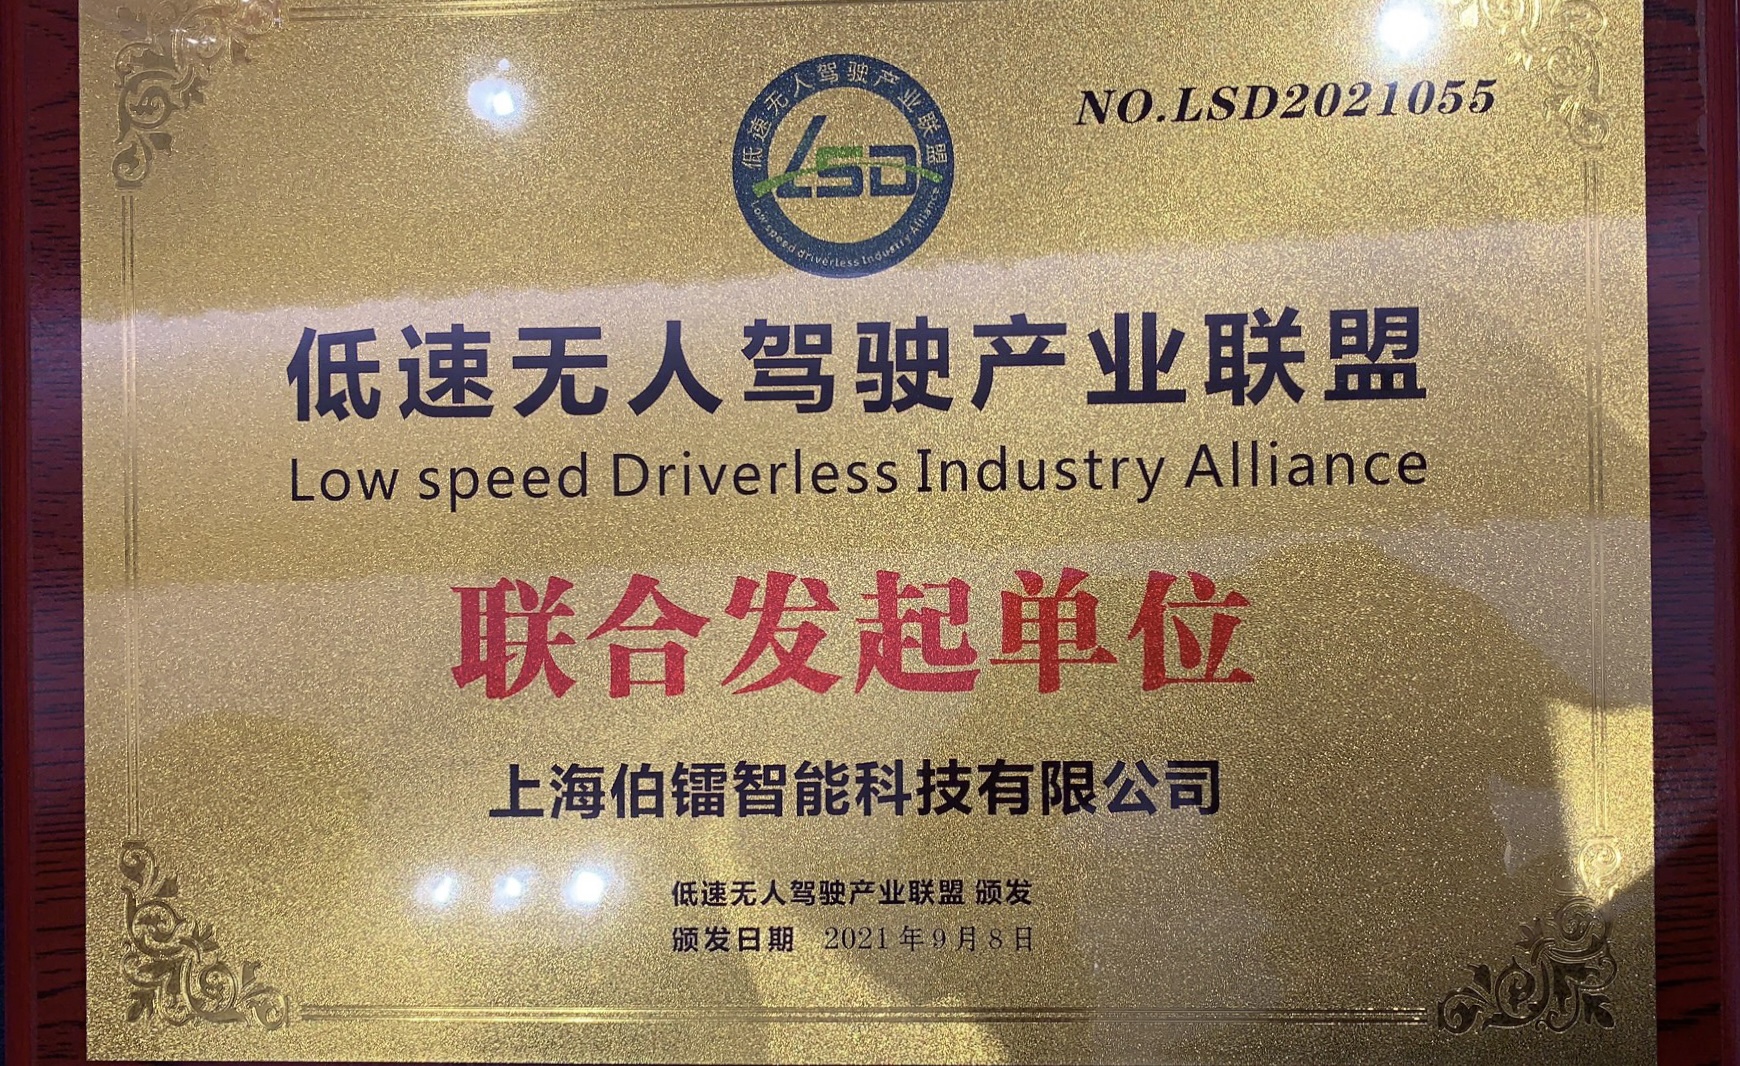 低速无人驾驶产业联盟
LSD
Low speed driverless Industry Alliance
NO.LSD2021055
低速无人驾驶产业联盟
Low speed Driverless Industry Alliance
联合发起单位
上海伯镭智能科技有限公司
低速无人驾驶产业联盟 颁发
颁发日期 2021年9月8日